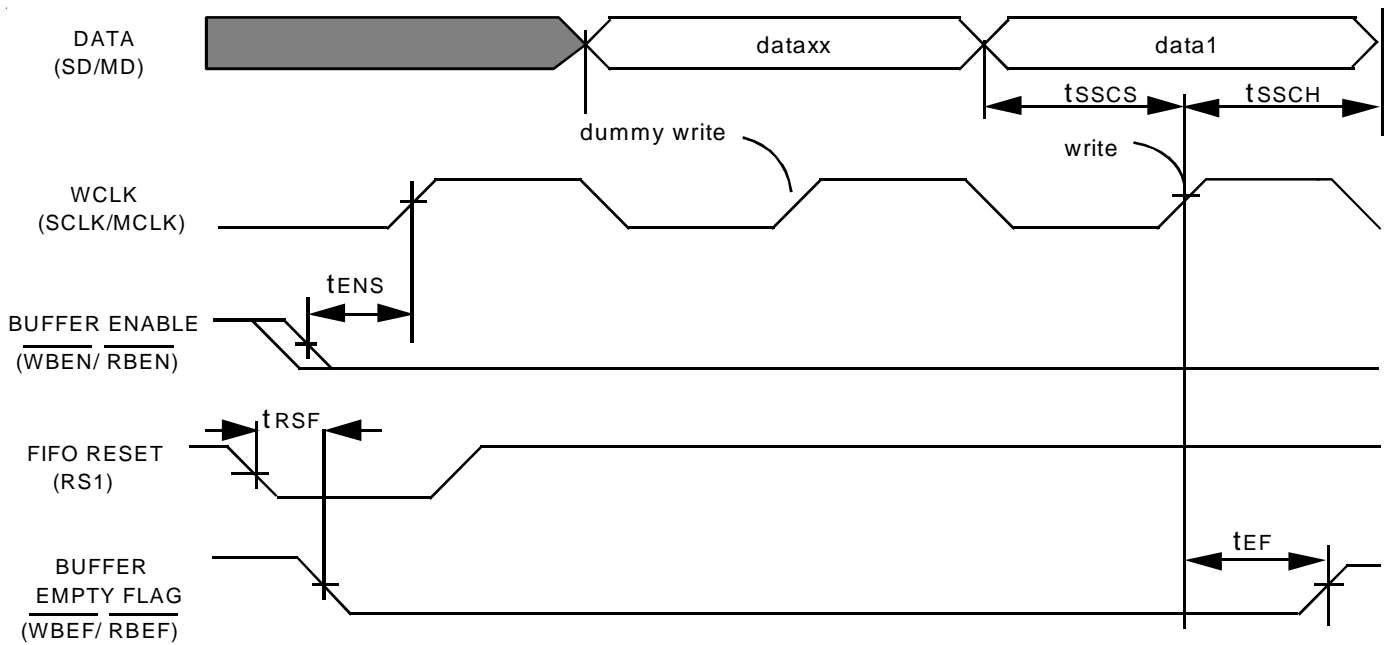 DATA
(SD/MD)
dataxx
data1
tSSCS
tSSCH
dummy write
write
WCLK
(SCLK/MCLK)
tENS
BUFFER ENABLE
(WBEN/ RBEN)
tRSF
FIFO RESET
(RS1)
tEF
BUFFER
EMPTY FLAG
(WBEF/ RBEF)